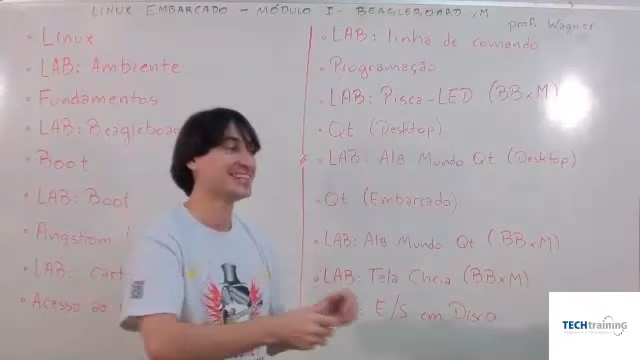 LINUX EMBARCADO - MÓDULO I - BEAGLEBOARD xM
prof: Wagner
• Linux
• LAB: Ambiente
• Fundamentos
• LAB: Beagleboa
• Boot
• LAB: Boot
• Angstrom
• LAB: cart
• Acesso ao
• LAB: linha de comando
• Programação
• LAB: Pisca-LED (BBxM)
• Qt (Desktop)
• LAB: Alô Mundo Qt (Desktop)
• Qt (Embarcado)
• LAB: Alô Mundo Qt (BBxM)
• LAB: Tela Cheia (BBxM)
: E/S em Disco
TECHtraining